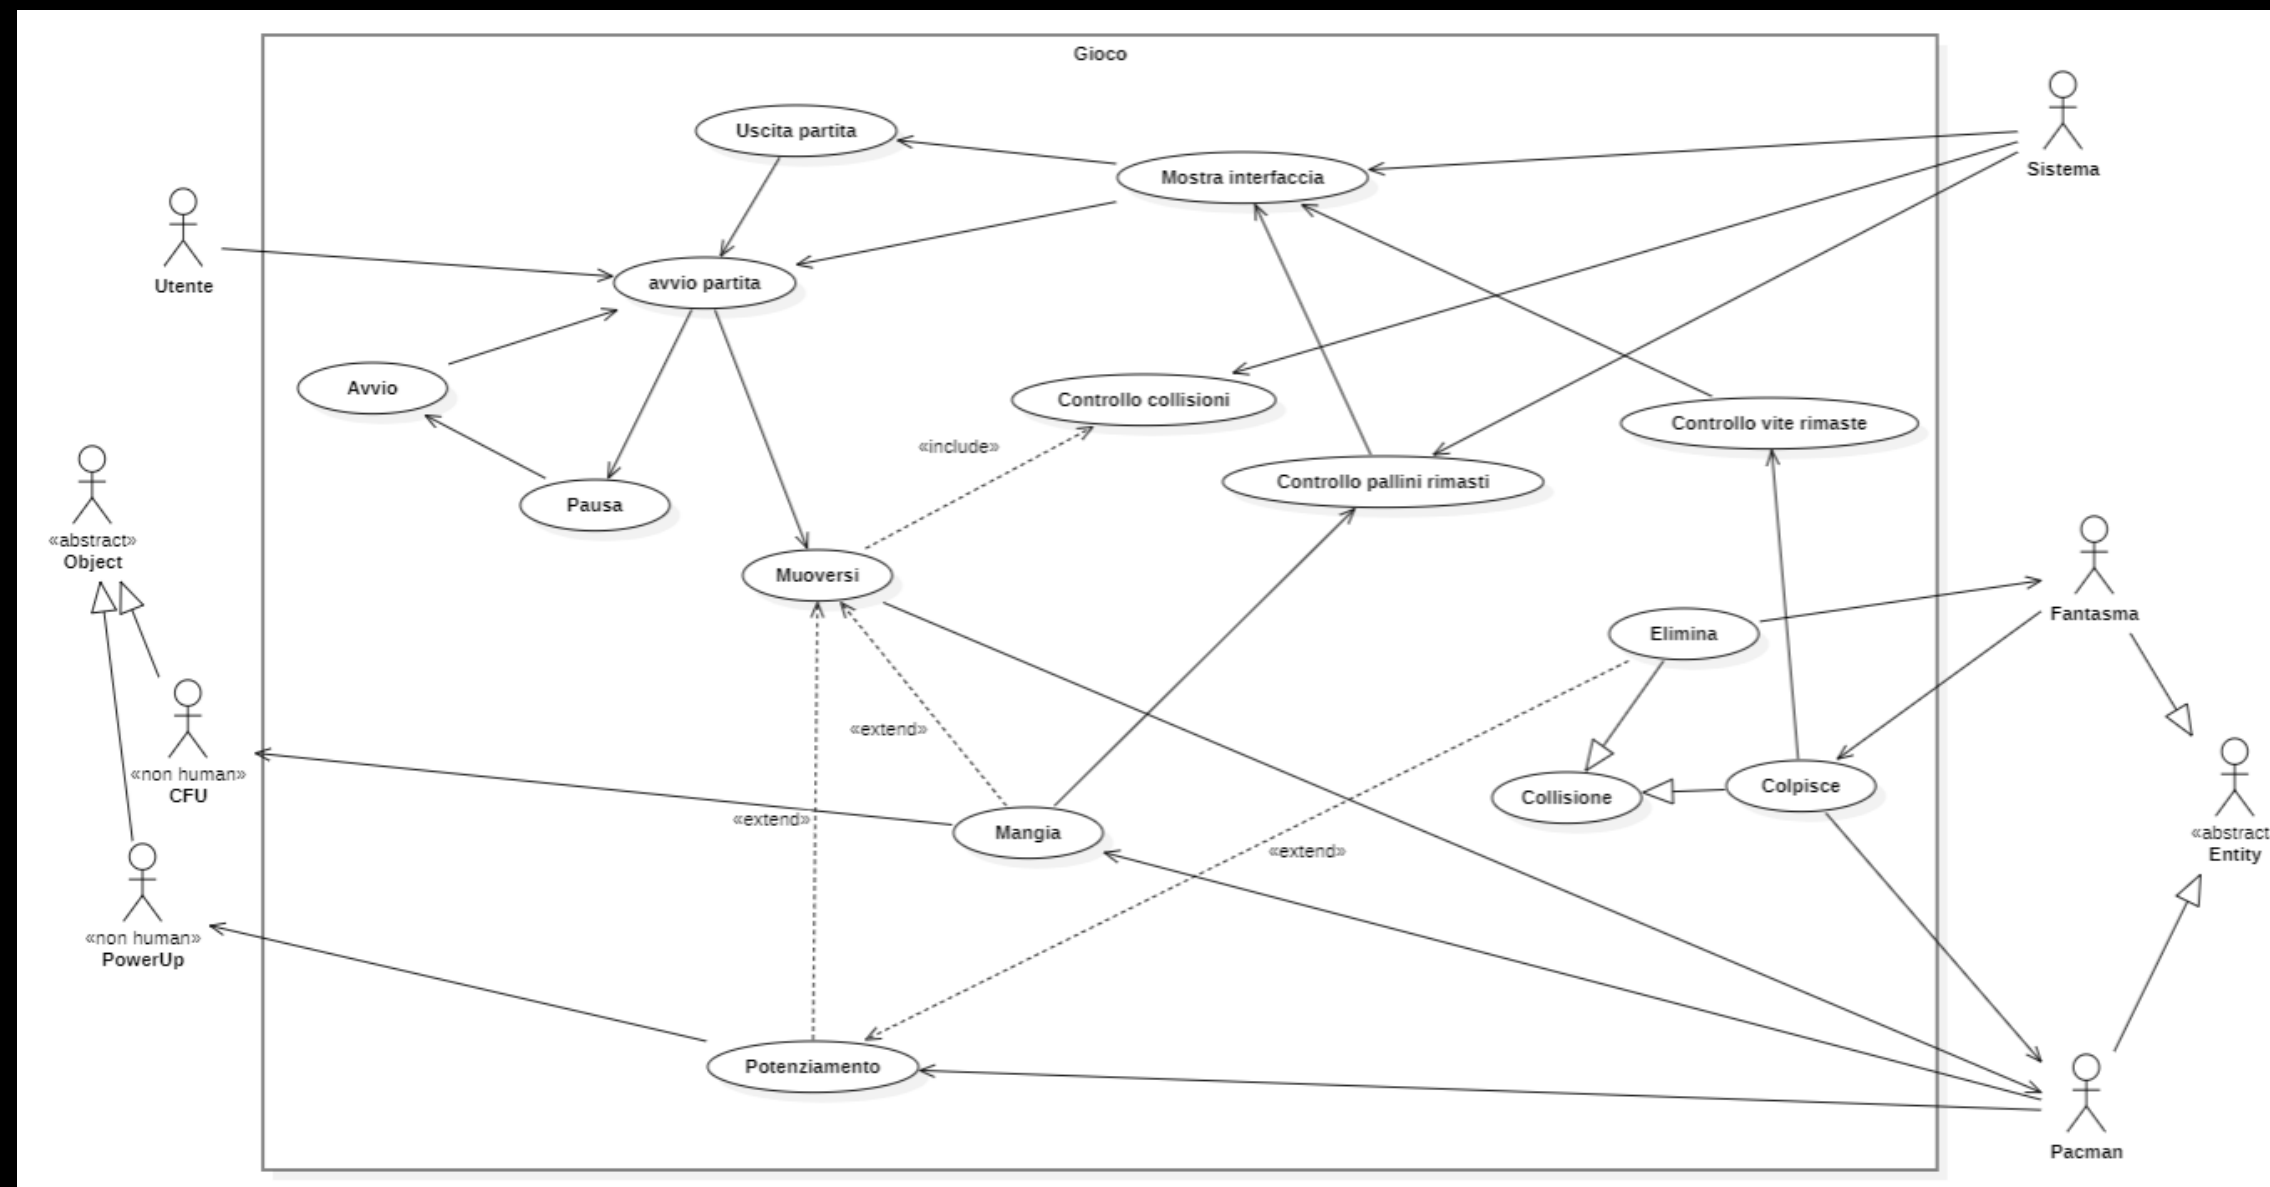 Gioco
Uscita partita
Mostra interfaccia
Sistema
Utente
avvio partita
Avvio
Controllo collisioni
Controllo vite rimaste
«include»
Controllo pallini rimasti
Pausa
«abstract»
Object
Muoversi
Fantasma
Elimina
«extend»
«non human»
CFU
Collisione
Colpisce
«extend»
Mangia
«extend»
«abstract
Entity
«non human»
PowerUp
Potenziamento
Pacman